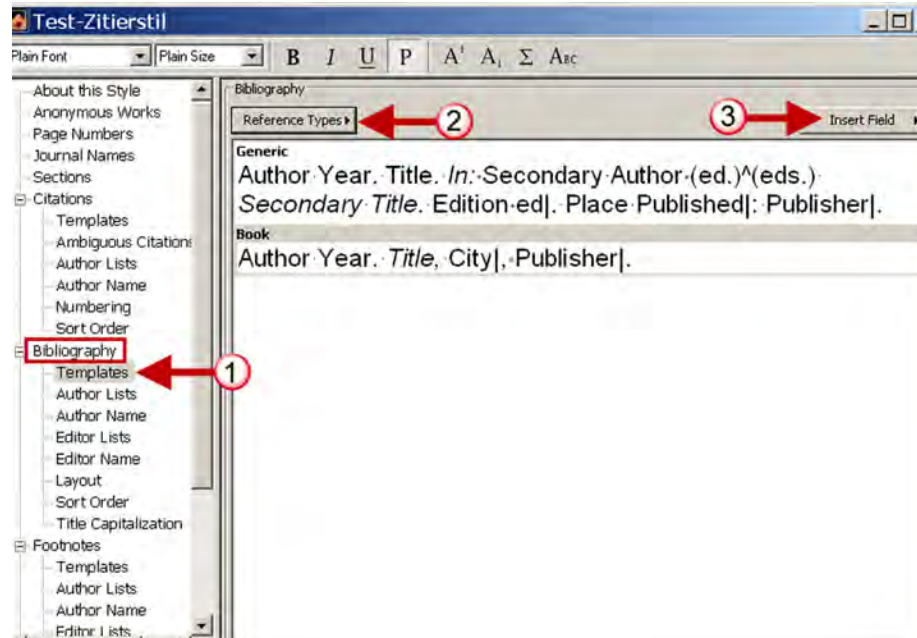 Test-Zitierstil
Plain Font Plain Size B I U P A¹ A₁ Σ Aʙᴄ
About this Style
Anonymous Works
Page Numbers
Journal Names
Sections
Citations
Templates
Ambiguous Citations
Author Lists
Author Name
Numbering
Sort Order
Bibliography
Templates
Author Lists
Author Name
Editor Lists
Editor Name
Layout
Sort Order
Title Capitalization
Footnotes
Templates
Author Lists
Author Name
Editor Lists
Bibliography
Reference Types 2 3 Insert Field
Generic
Author·Year.·Title.·In:·Secondary·Author·(ed.)^(eds.)·
Secondary·Title.·Edition·ed|.·Place·Published|:·Publisher|.
Book
Author·Year.·Title,·City|,·Publisher|.
1